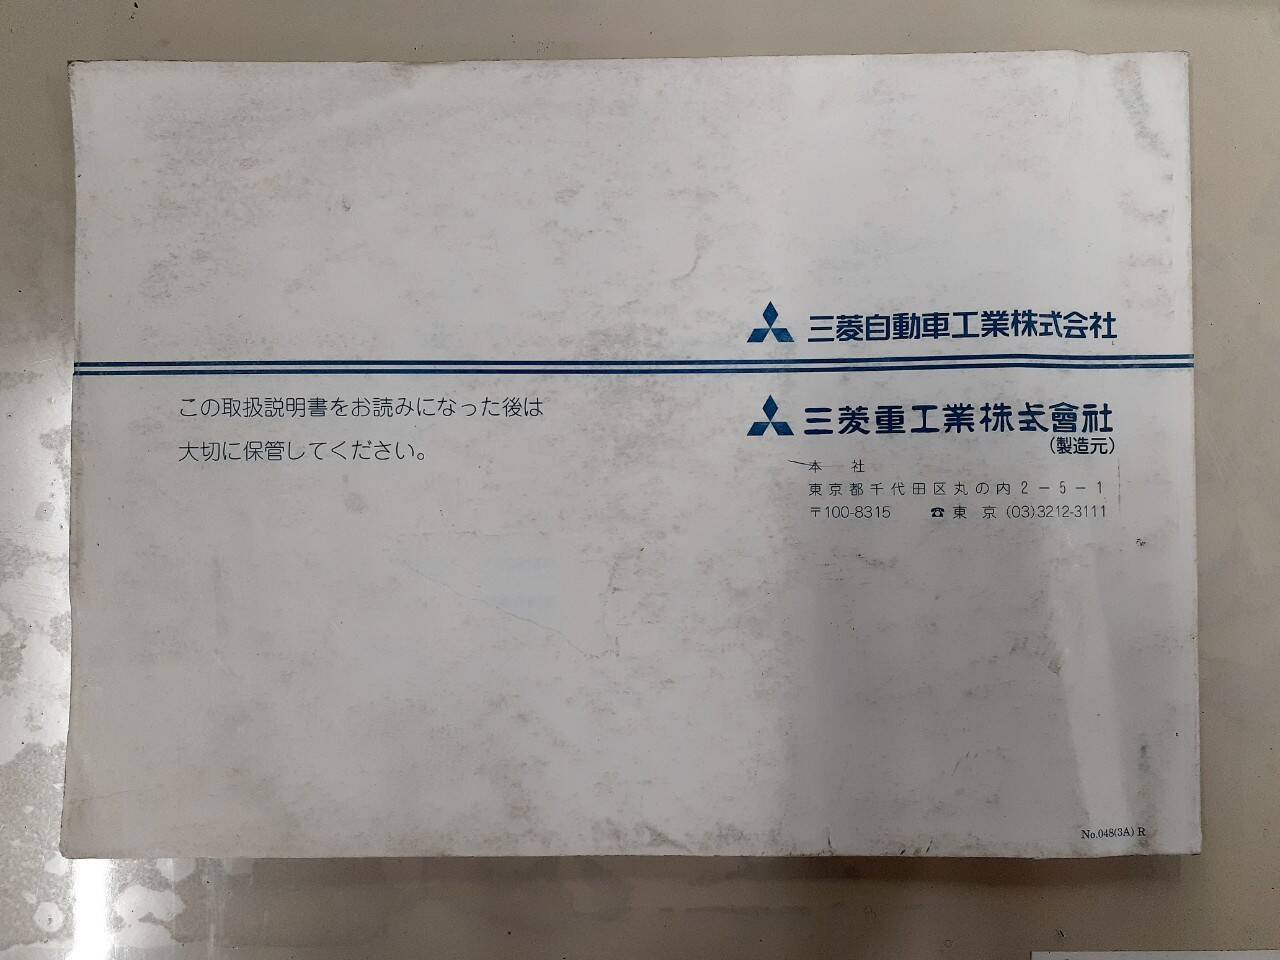 三菱自動車工業株式会社
この取扱説明書をお読みになった後は
大切に保管してください。
三菱重工業株式會社
(製造元)
本 社
東京都千代田区丸の内2-5-1
〒100-8315 ☎東 京 (03)3212-3111
No.048(3A) R